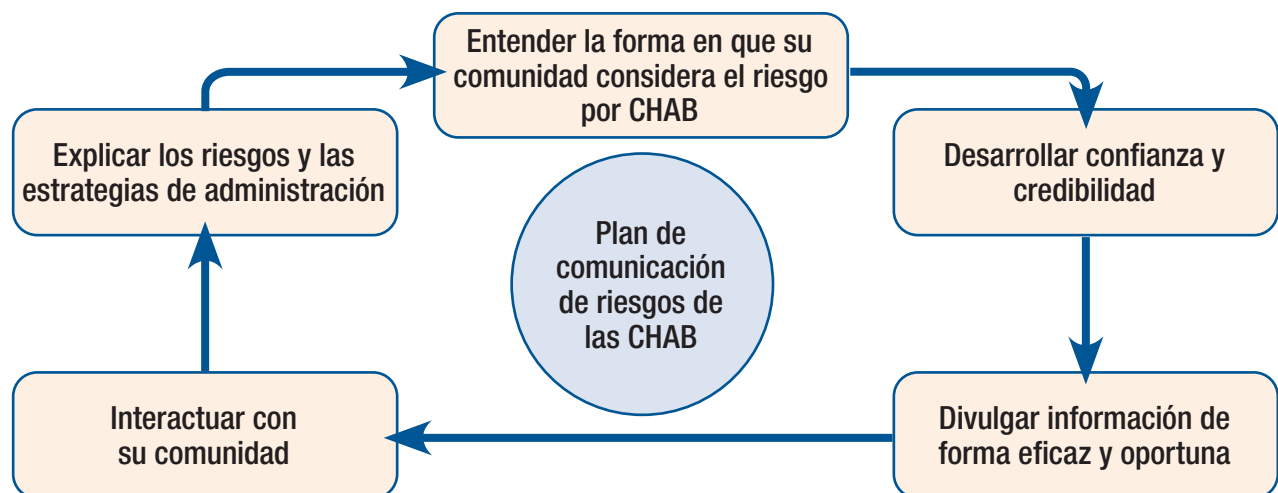 Entender la forma en que su
comunidad considera el riesgo
por CHAB
Desarrollar confianza y
credibilidad
Divulgar información de
forma eficaz y oportuna
Interactuar con
su comunidad
Explicar los riesgos y las
estrategias de administración
Plan de
comunicación
de riesgos de
las CHAB